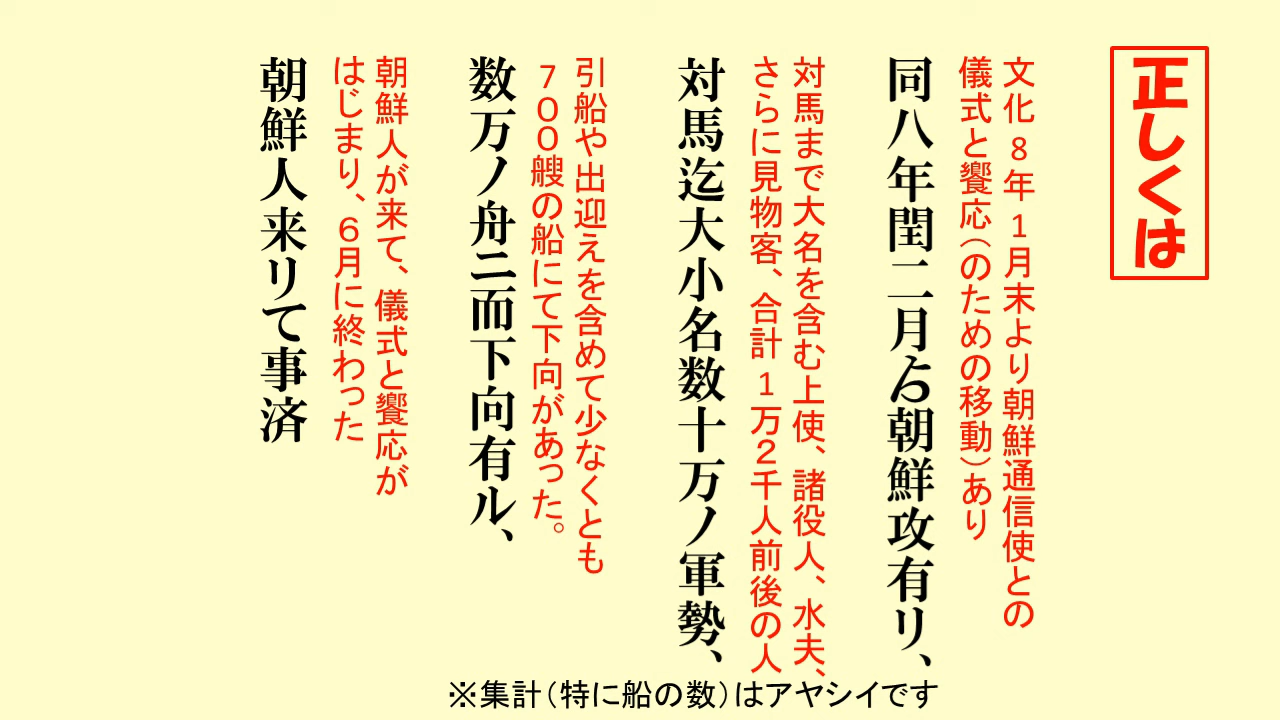 正しくは
文化８年１月末より朝鮮通信使との
儀式と饗応（のための移動）あり
同八年閏二月ゟ朝鮮攻有リ、
対馬まで大名を含む上使、諸役人、水夫、
さらに見物客、合計１万２千人前後の人
対馬迄大小名数十万ノ軍勢、
引船や出迎えを含めて少なくとも
７００艘の船にて下向があった。
数万ノ舟ニ而下向有ル、
朝鮮人が来て、儀式と饗応が
はじまり、６月に終わった
朝鮮人来リて事済
※集計（特に船の数）はアヤシイです